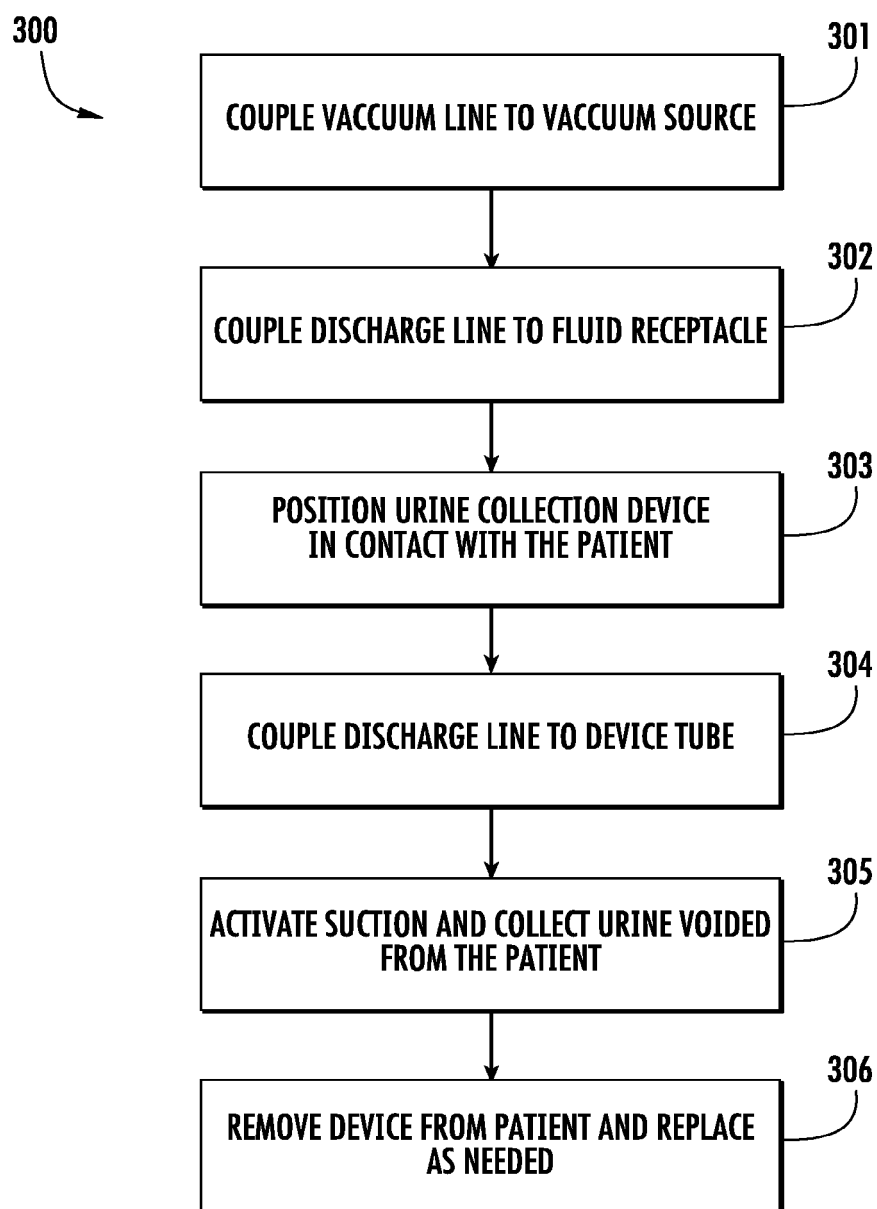 300
301
COUPLE VACCUUM LINE TO VACCUUM SOURCE
302
COUPLE DISCHARGE LINE TO FLUID RECEPTACLE
303
POSITION URINE COLLECTION DEVICE
IN CONTACT WITH THE PATIENT
304
COUPLE DISCHARGE LINE TO DEVICE TUBE
305
ACTIVATE SUCTION AND COLLECT URINE VOIDED
FROM THE PATIENT
306
REMOVE DEVICE FROM PATIENT AND REPLACE
AS NEEDED